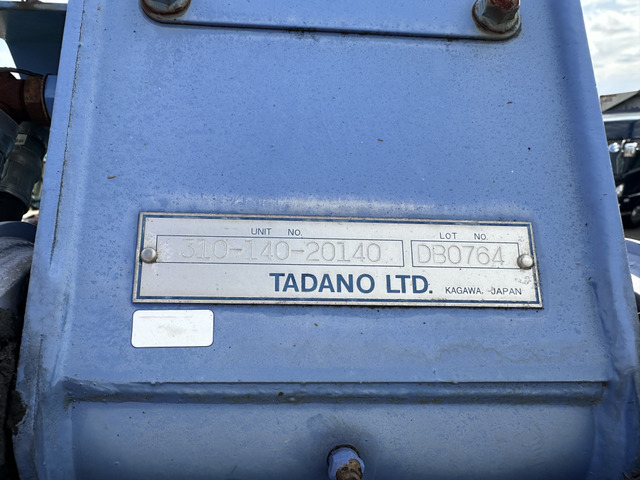 UNIT NO. LOT NO.
310-140-20140 DB0764
TADANO LTD. KAGAWA, JAPAN